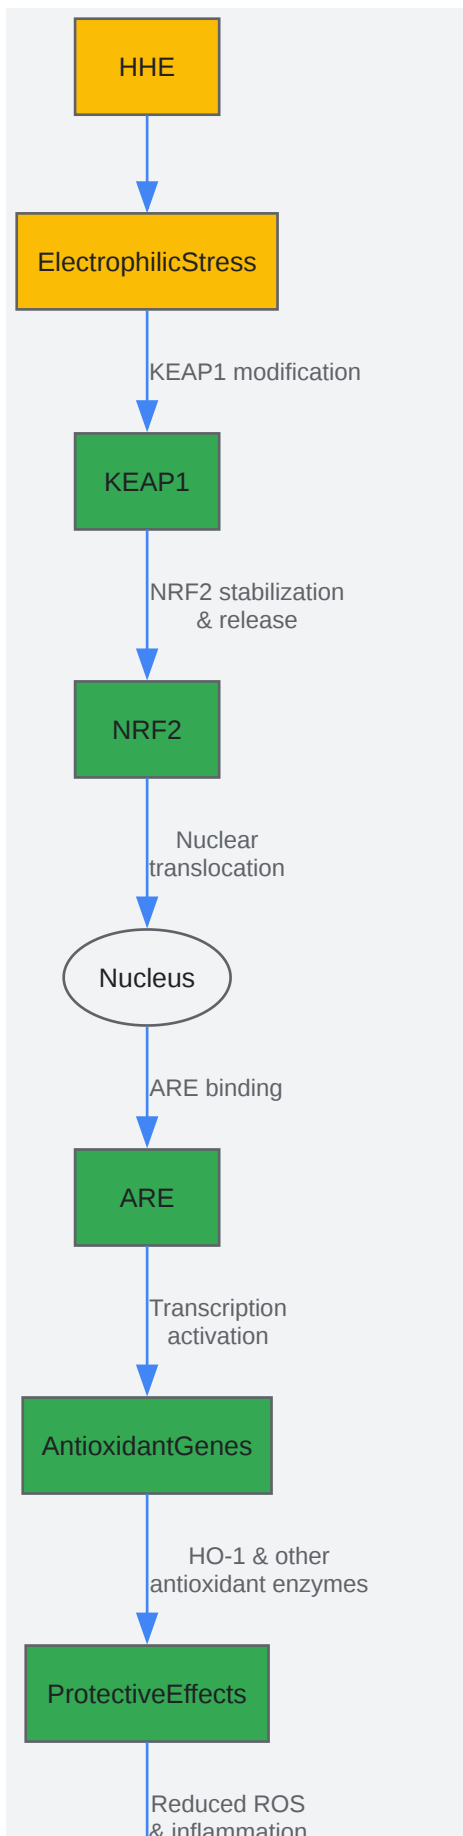 HHE
ElectrophilicStress
KEAP1 modification
KEAP1
NRF2 stabilization
& release
NRF2
Nuclear
translocation
Nucleus
ARE binding
ARE
Transcription
activation
AntioxidantGenes
HO-1 & other
antioxidant enzymes
ProtectiveEffects
Reduced ROS
& inflammation